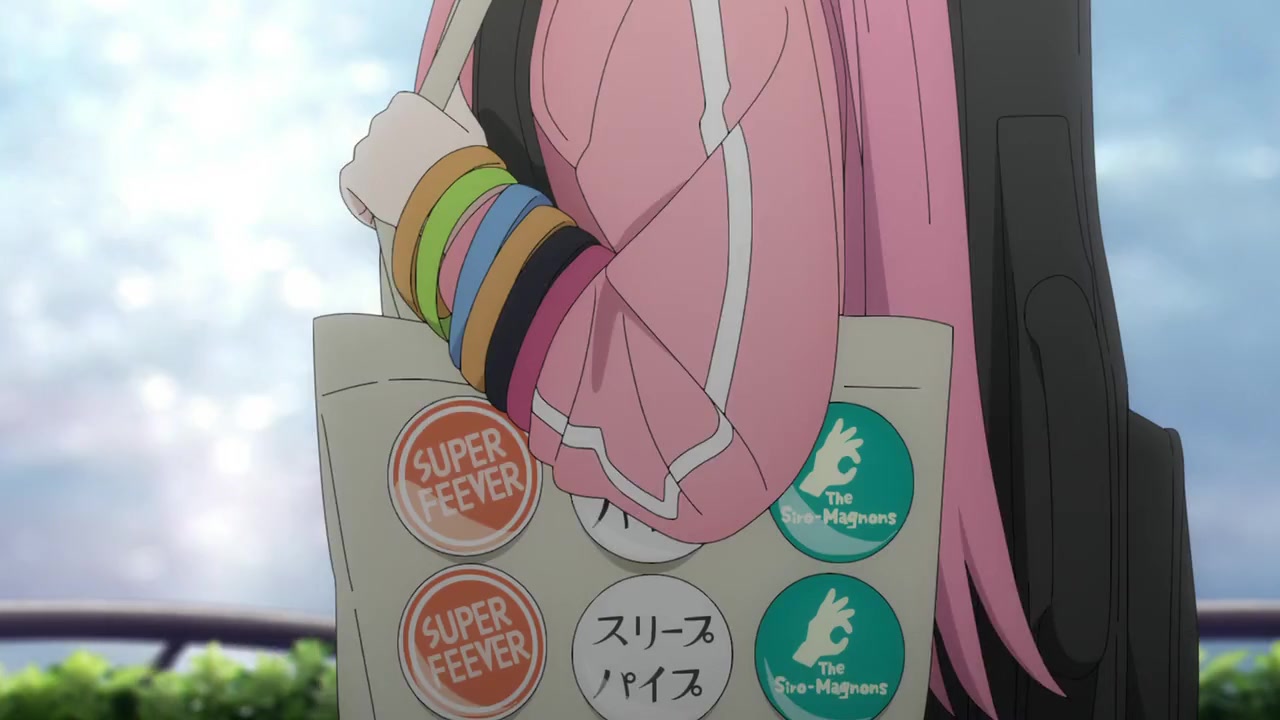 SUPER
FEEVER
The
Siro-Magnons
SUPER
FEEVER
スリープ
パイプ
The
Siro-Magnons